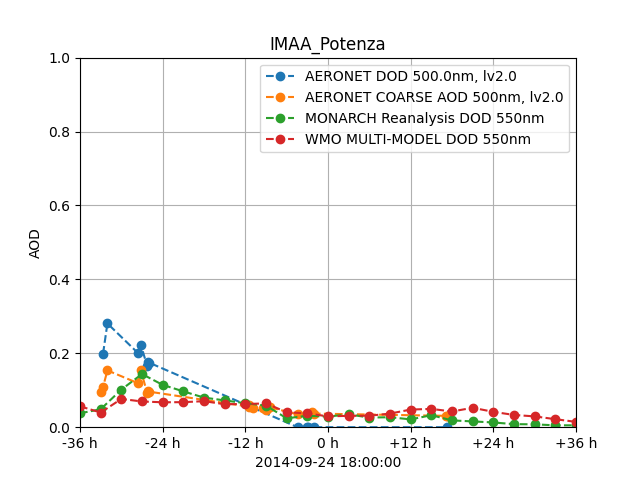 IMAA_Potenza
AERONET DOD 500.0nm, lv2.0
AERONET COARSE AOD 500nm, lv2.0
MONARCH Reanalysis DOD 550nm
WMO MULTI-MODEL DOD 550nm
1.0
0.8
0.6
0.4
0.2
0.0
AOD
-36 h -24 h -12 h 0 h +12 h +24 h +36 h
2014-09-24 18:00:00